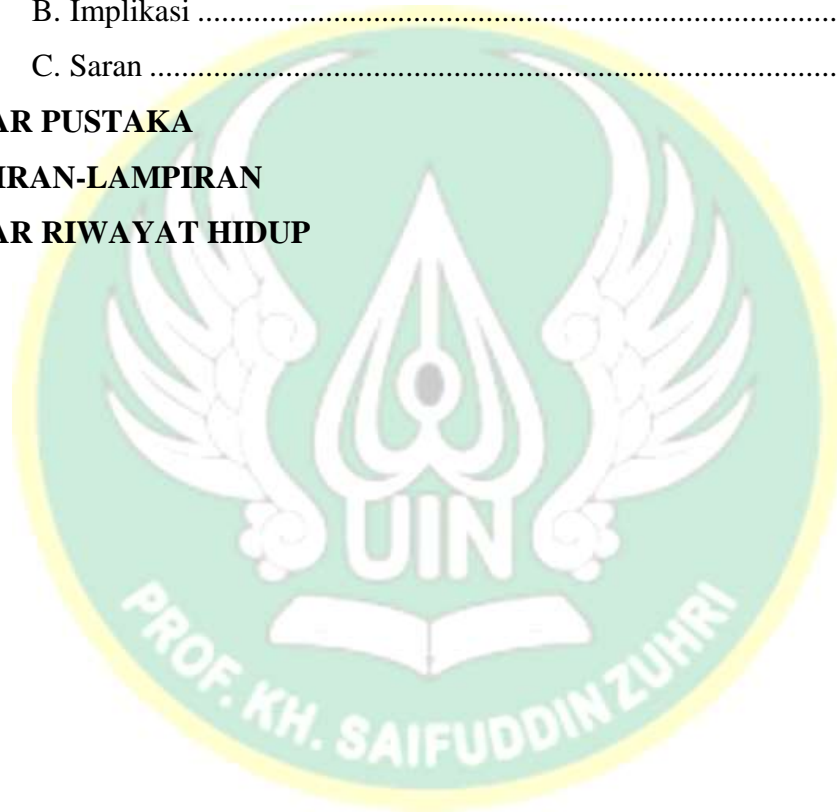 B. Implikasi ................................................................................
C. Saran ......................................................................................
AR PUSTAKA
IRAN-LAMPIRAN
AR RIWAYAT HIDUP
UIN
PROF. KH. SAIFUDDIN ZUHRI